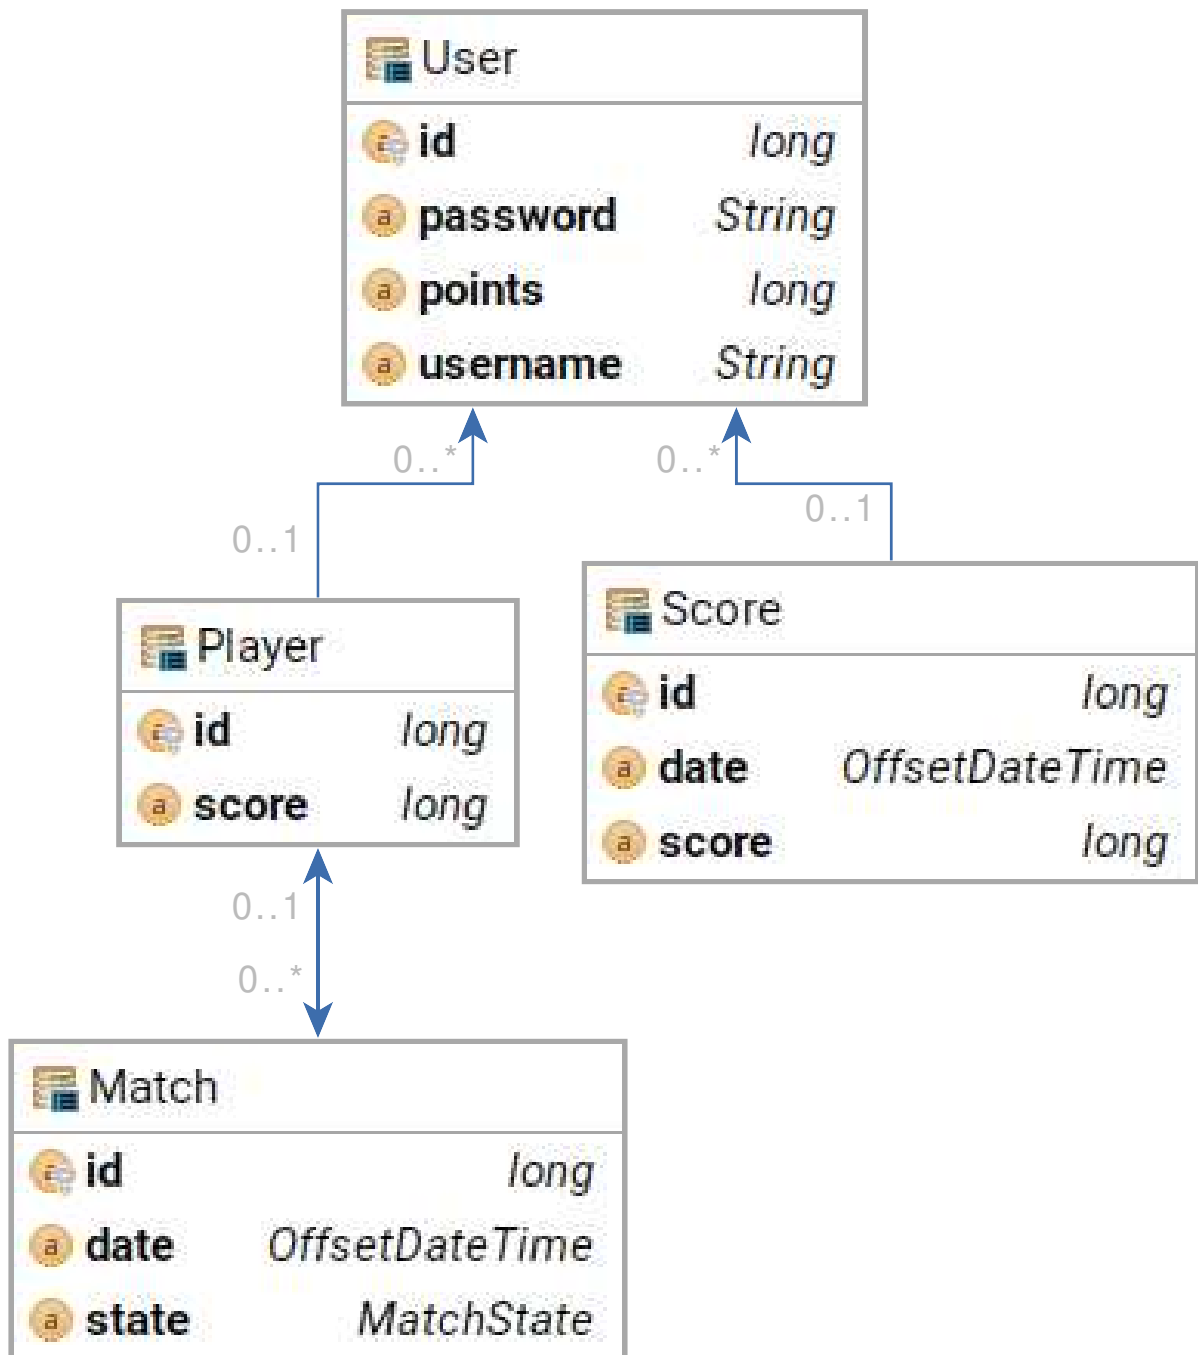 User
id long
password String
points long
username String
0..* 0..*
0..1
0..1
Player
id long
score long
Score
id long
date OffsetDateTime
score long
0..1
0..*
Match
id long
date OffsetDateTime
state MatchState